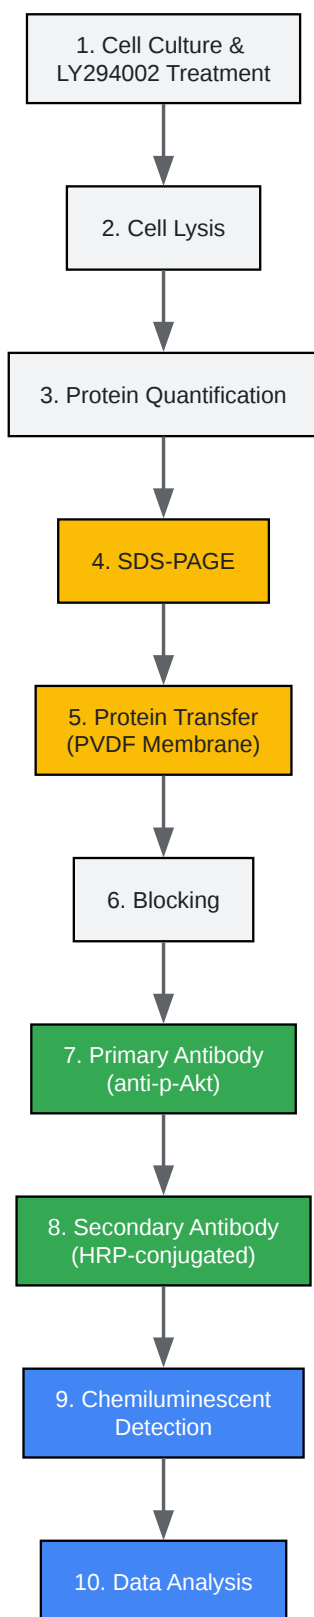 1. Cell Culture &
LY294002 Treatment
2. Cell Lysis
3. Protein Quantification
4. SDS-PAGE
5. Protein Transfer
(PVDF Membrane)
6. Blocking
7. Primary Antibody
(anti-p-Akt)
8. Secondary Antibody
(HRP-conjugated)
9. Chemiluminescent
Detection
10. Data Analysis